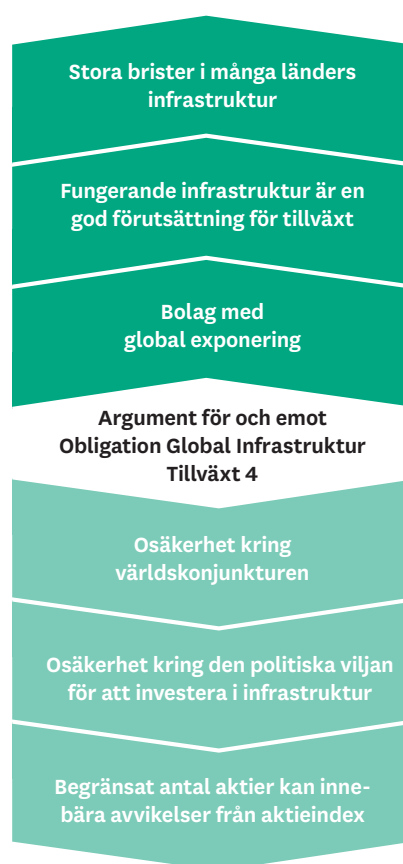 Stora brister i många länders
infrastruktur
Fungerande infrastruktur är en
god förutsättning för tillväxt
Bolag med
global exponering
Argument för och emot
Obligation Global Infrastruktur
Tillväxt 4
Osäkerhet kring
världskonjunkturen
Osäkerhet kring den politiska viljan
för att investera i infrastruktur
Begränsat antal aktier kan inne-
bära avvikelser från aktieindex